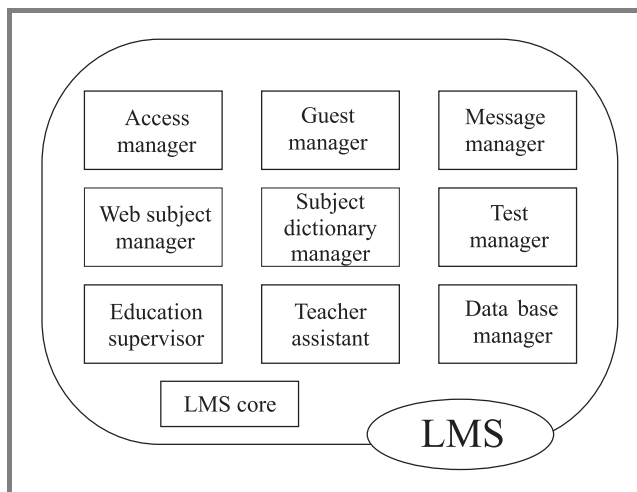 Access
manager
Guest
manager
Message
manager
Web subject
manager
Subject
dictionary
manager
Test
manager
Education
supervisor
Teacher
assistant
Data base
manager
LMS core
LMS